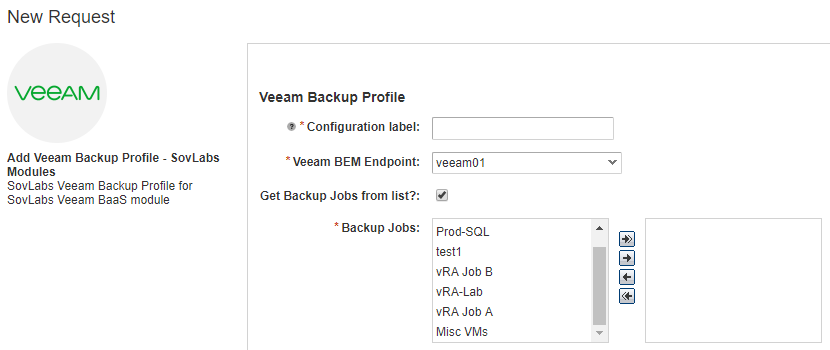 New Request
veeAM
Add Veeam Backup Profile - SovLabs
Modules
SovLabs Veeam Backup Profile for
SovLabs Veeam BaaS module
Veeam Backup Profile
? * Configuration label:
* Veeam BEM Endpoint: veeam01
Get Backup Jobs from list?:
* Backup Jobs:
Prod-SQL
test1
vRA Job B
vRA-Lab
vRA Job A
Misc VMs